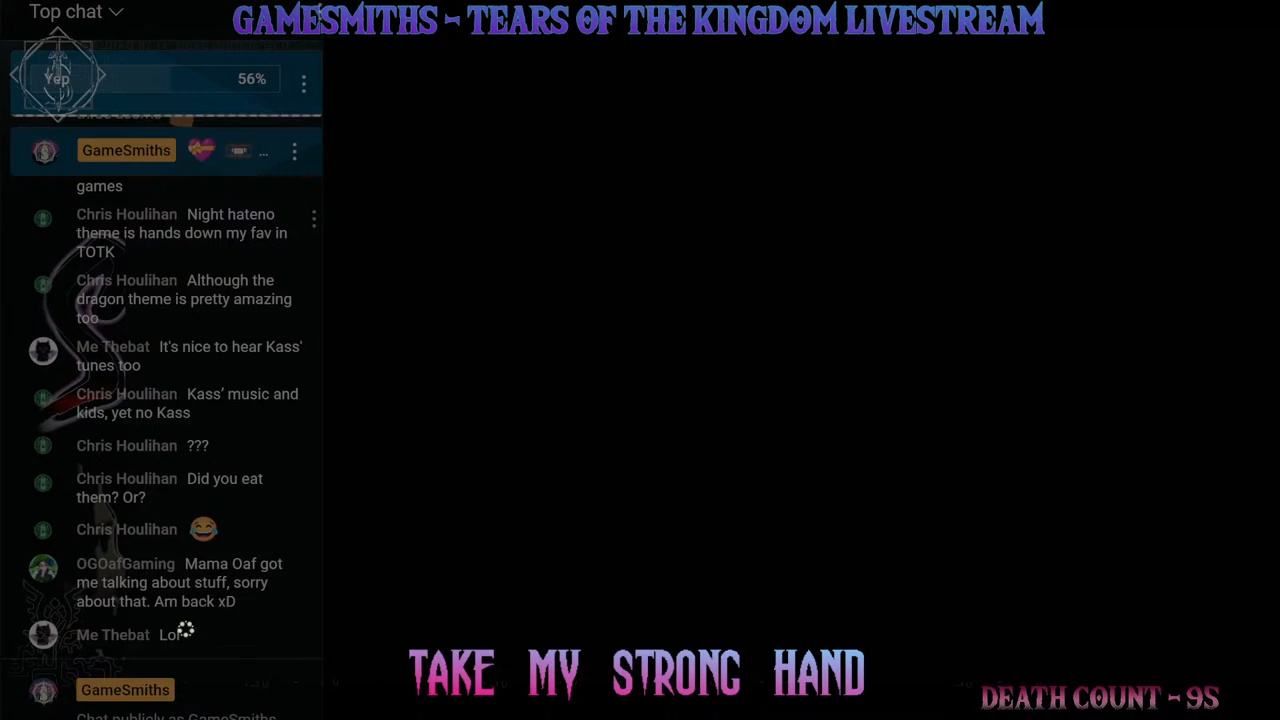 Top chat
GAMESMITHS - TEARS OF THE KINGDOM LIVESTREAM
Yep 56%
GameSmiths ...
games
Chris Houlihan Night hateno
theme is hands down my fav in
TOTK
Chris Houlihan Although the
dragon theme is pretty amazing
too
Me Thebat It's nice to hear Kass'
tunes too
Chris Houlihan Kass’ music and
kids, yet no Kass
Chris Houlihan ???
Chris Houlihan Did you eat
them? Or?
Chris Houlihan 😂
OGOafGaming Mama Oaf got
me talking about stuff, sorry
about that. Am back xD
Me Thebat
GameSmiths
Chat publicly as GameSmiths...
TAKE MY STRONG HAND
DEATH COUNT - 95